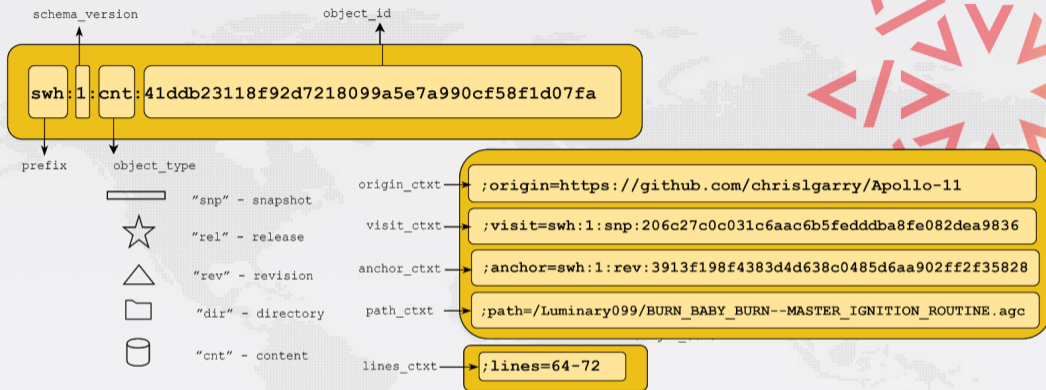 schema_version
object_id
swh:1:cnt:41ddb23118f92d7218099a5e7a990cf58f1d07fa
prefix
object_type
"snp" - snapshot
"rel" - release
"rev" - revision
"dir" - directory
"cnt" - content
origin_ctxt
;origin=https://github.com/chrislgarry/Apollo-11
visit_ctxt
;visit=swh:1:snp:206c27c0c031c6aac6b5fedddba8fe082dea9836
anchor_ctxt
;anchor=swh:1:rev:3913f198f4383d4d638c0485d6aa902ff2f35828
path_ctxt
;path=/Luminary099/BURN_BABY_BURN--MASTER_IGNITION_ROUTINE.agc
lines_ctxt
;lines=64-72